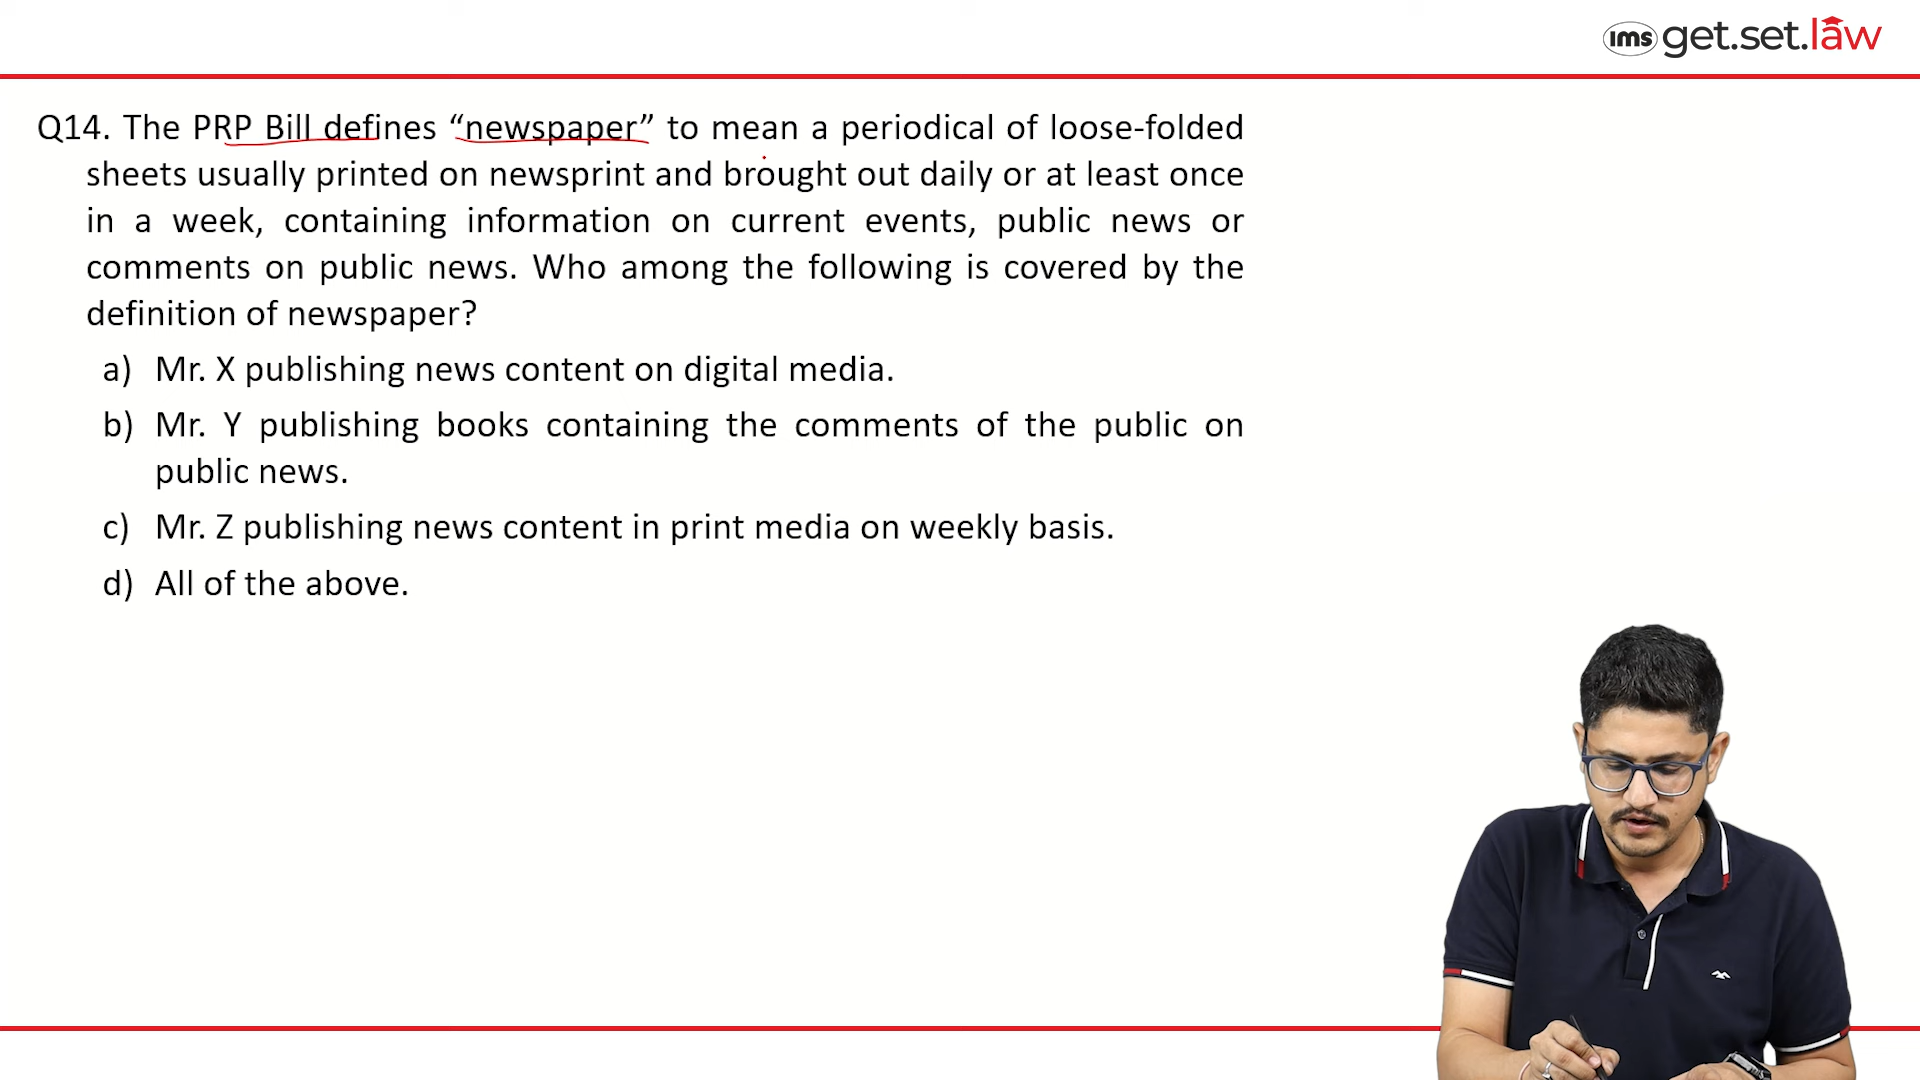 ims get.set.law
Q14. The PRP Bill defines “newspaper” to mean a periodical of loose-folded
sheets usually printed on newsprint and brought out daily or at least once
in a week, containing information on current events, public news or
comments on public news. Who among the following is covered by the
definition of newspaper?
a) Mr. X publishing news content on digital media.
b) Mr. Y publishing books containing the comments of the public on
public news.
c) Mr. Z publishing news content in print media on weekly basis.
d) All of the above.